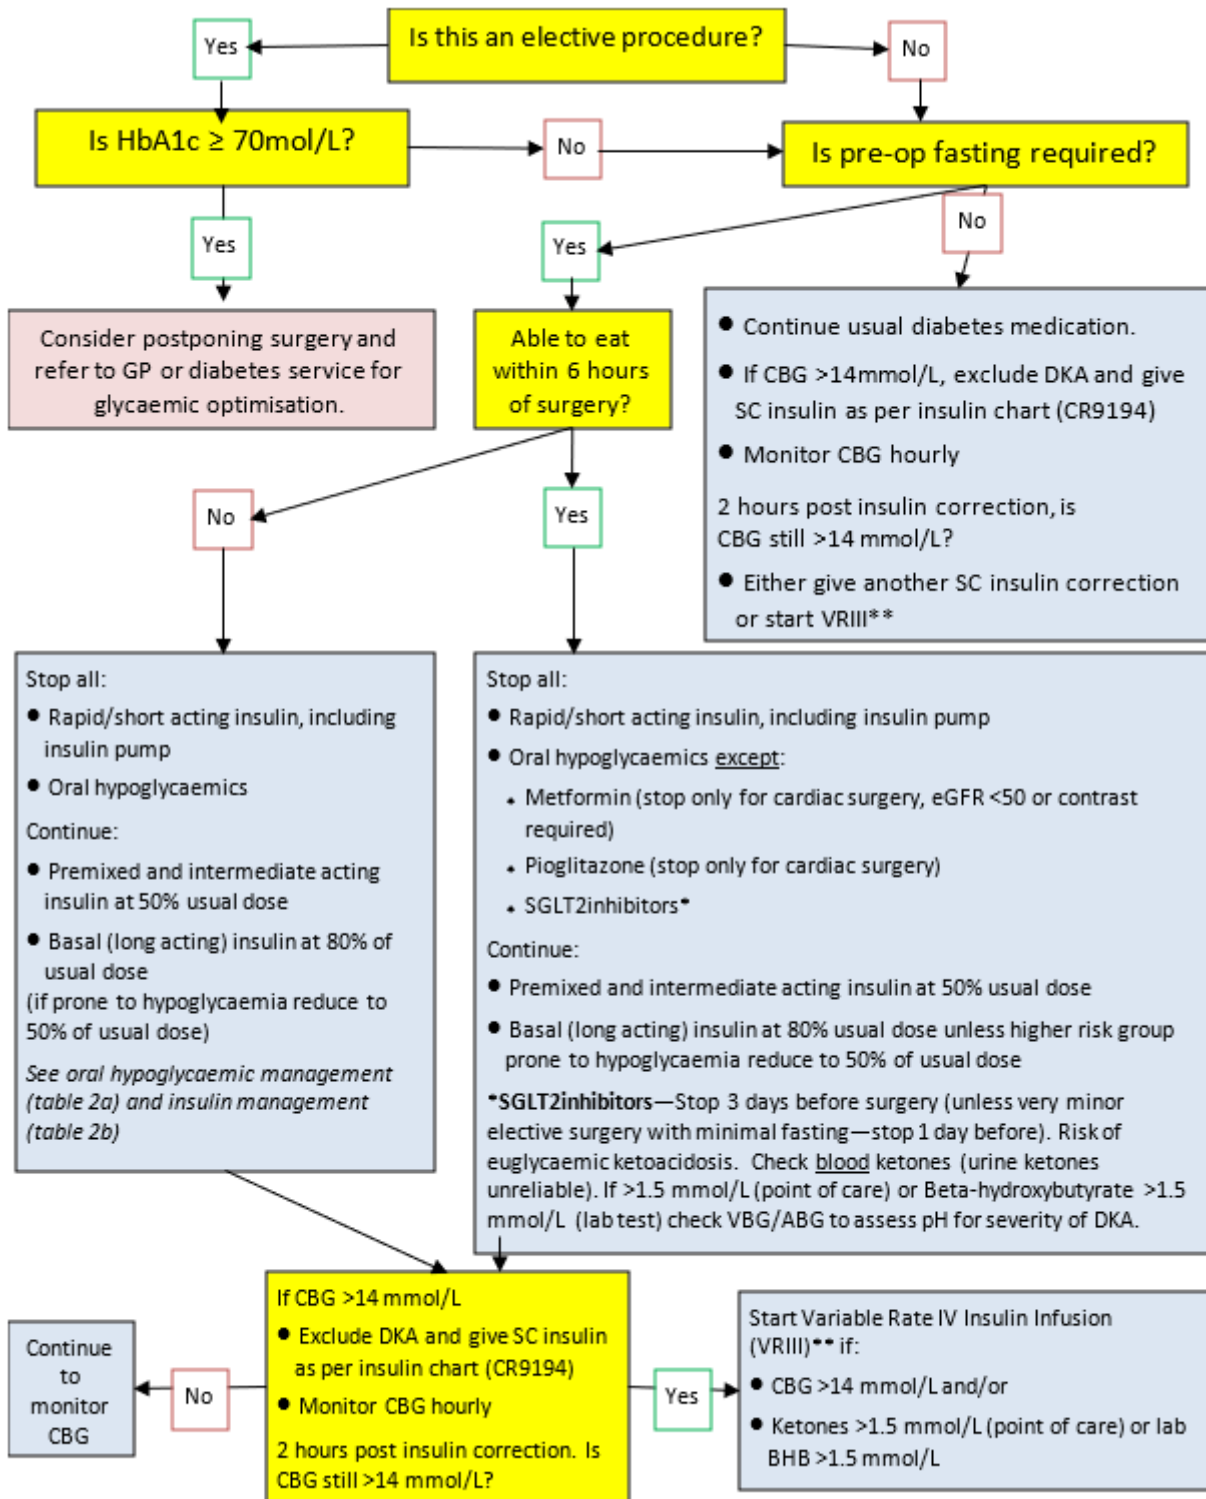 Is this an elective procedure?
Yes
No
Is HbA1c ≥ 70mol/L?
No
Is pre-op fasting required?
Yes
Yes
No
Consider postponing surgery and
refer to GP or diabetes service for
glycaemic optimisation.
Able to eat
within 6 hours
of surgery?
● Continue usual diabetes medication.
● If CBG >14mmol/L, exclude DKA and give
SC insulin as per insulin chart (CR9194)
● Monitor CBG hourly
2 hours post insulin correction, is
CBG still >14 mmol/L?
● Either give another SC insulin correction
or start VRIII**
No
Yes
Stop all:
● Rapid/short acting insulin, including
insulin pump
● Oral hypoglycaemics
Continue:
● Premixed and intermediate acting
insulin at 50% usual dose
● Basal (long acting) insulin at 80% of
usual dose
(if prone to hypoglycaemia reduce to
50% of usual dose)
See oral hypoglycaemic management
(table 2a) and insulin management
(table 2b)
Stop all:
● Rapid/short acting insulin, including insulin pump
● Oral hypoglycaemics except:
⬥ Metformin (stop only for cardiac surgery, eGFR <50 or contrast
required)
⬥ Pioglitazone (stop only for cardiac surgery)
⬥ SGLT2inhibitors*
Continue:
● Premixed and intermediate acting insulin at 50% usual dose
● Basal (long acting) insulin at 80% usual dose unless higher risk group
prone to hypoglycaemia reduce to 50% of usual dose
*SGLT2inhibitors—Stop 3 days before surgery (unless very minor
elective surgery with minimal fasting—stop 1 day before). Risk of
euglycaemic ketoacidosis. Check blood ketones (urine ketones
unreliable). If >1.5 mmol/L (point of care) or Beta-hydroxybutyrate >1.5
mmol/L (lab test) check VBG/ABG to assess pH for severity of DKA.
Continue
to
monitor
CBG
No
If CBG >14 mmol/L
● Exclude DKA and give SC insulin
as per insulin chart (CR9194)
● Monitor CBG hourly
2 hours post insulin correction. Is
CBG still >14 mmol/L?
Yes
Start Variable Rate IV Insulin Infusion
(VRIII)** if:
● CBG >14 mmol/L and/or
● Ketones >1.5 mmol/L (point of care) or lab
BHB >1.5 mmol/L